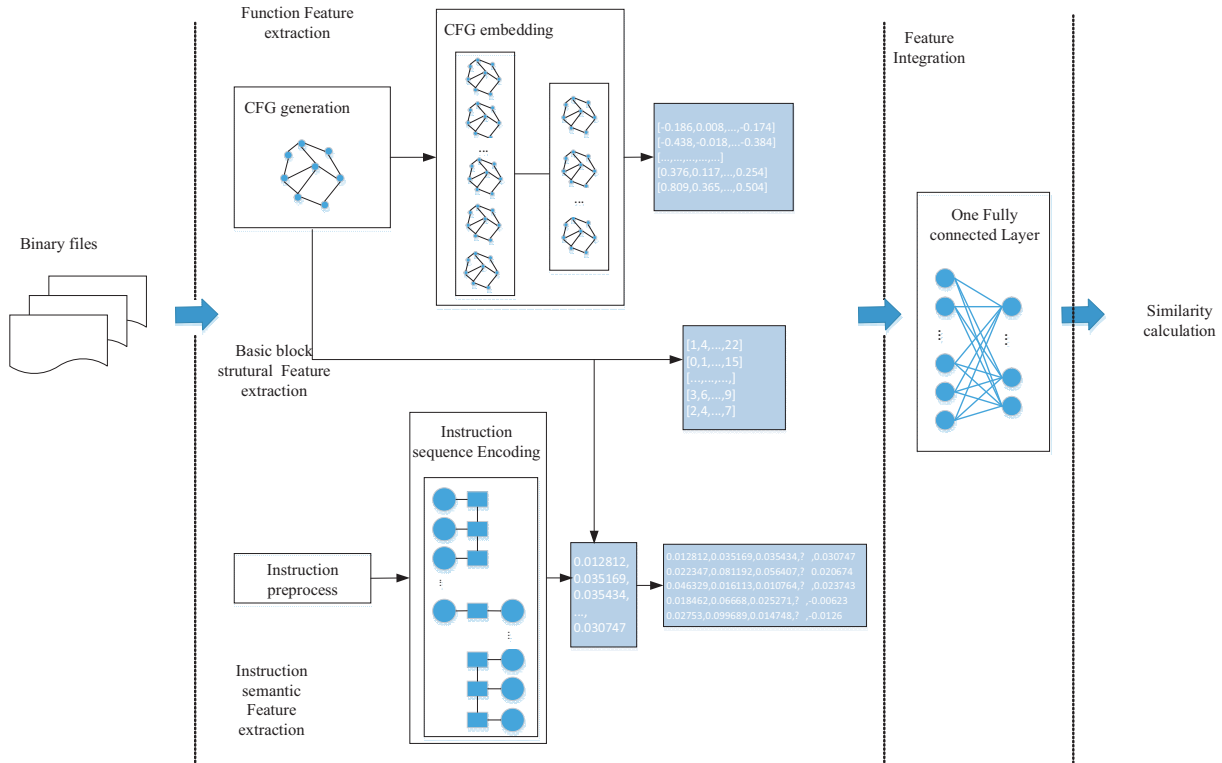 Function Feature
extraction
CFG embedding
Feature
Integration
CFG generation
...
...
[-0.186,0.008,...,-0.174]
[-0.438,-0.018,...-0.384]
[...,...,...,...,...]
[0.376,0.117,...,0.254]
[0.809,0.365,...,0.504]
One Fully
connected Layer
...
...
Binary files
Similarity
calculation
Basic block
strutural Feature
extraction
[1,4,...,22]
[0,1,...,15]
[...,...,...,]
[3,6,...,9]
[2,4,...,7]
Instruction
sequence Encoding
...
...
Instruction
preprocess
0.012812,
0.035169,
0.035434,
...,
0.030747
0.012812,0.035169,0.035434,? ,0.030747
0.022347,0.081192,0.056407,? 0.020674
0.046329,0.016113,0.010764,? ,0.023743
0.018462,0.06668,0.025271,? ,-0.00623
0.02753,0.099689,0.014748,? ,-0.0126
Instruction
semantic
Feature
extraction